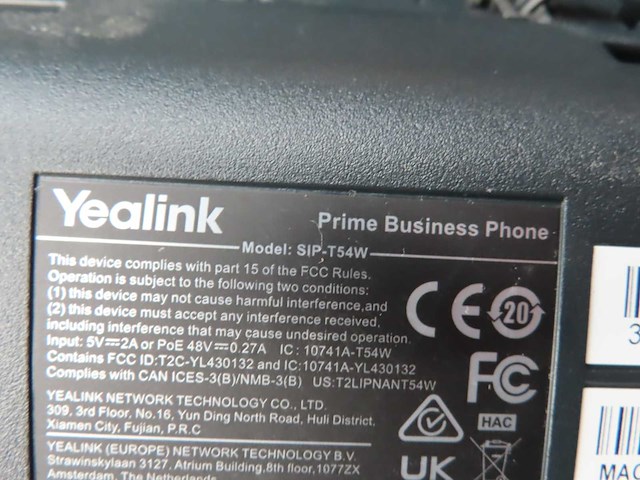 Yealink
Prime Business Phone
Model: SIP-T54W
This device complies with part 15 of the FCC Rules.
Operation is subject to the following two conditions:
(1) this device may not cause harmful interference,and
(2) this device must accept any interference received,
including interference that may cause undesired operation.
Input: 5V⎓2A or PoE 48V⎓0.27A IC : 10741A-T54W
Contains FCC ID:T2C-YL430132 and IC:10741A-YL430132
Complies with CAN ICES-3(B)/NMB-3(B) US:T2LIPNANT54W
YEALINK NETWORK TECHNOLOGY CO., LTD.
309, 3rd Floor, No.16, Yun Ding North Road, Huli District.
Xiamen City, Fujian, P.R.C
YEALINK (EUROPE) NETWORK TECHNOLOGY B.V.
Strawinskylaan 3127, Atrium Building,8th floor,1077ZX
Amsterdam, The Netherlands
CE
20
FC
HAC
UK
3
MAC